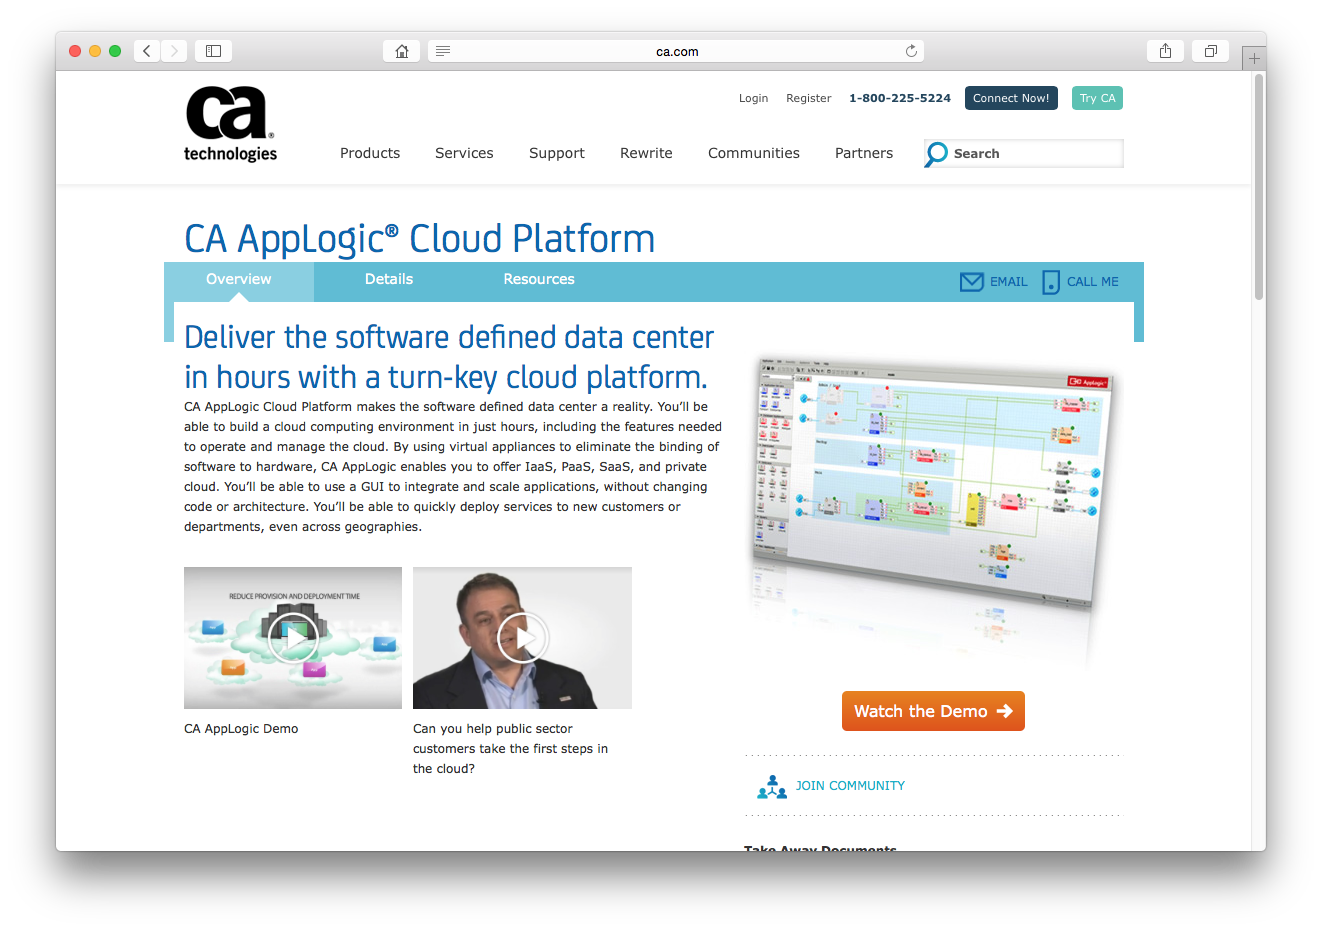 ca.com
Login Register 1-800-225-5224 Connect Now! Try CA
ca®
technologies
Products Services Support Rewrite Communities Partners Search
CA AppLogic® Cloud Platform
Overview Details Resources EMAIL CALL ME
Deliver the software defined data center
in hours with a turn-key cloud platform.
CA AppLogic Cloud Platform makes the software defined data center a reality. You'll be
able to build a cloud computing environment in just hours, including the features needed
to operate and manage the cloud. By using virtual appliances to eliminate the binding of
software to hardware, CA AppLogic enables you to offer IaaS, PaaS, SaaS, and private
cloud. You'll be able to use a GUI to integrate and scale applications, without changing
code or architecture. You'll be able to quickly deploy services to new customers or
departments, even across geographies.
AppLogic
REDUCE PROVISION AND DEPLOYMENT TIME
CA AppLogic Demo
Can you help public sector
customers take the first steps in
the cloud?
Watch the Demo
JOIN COMMUNITY
Take Away Documents